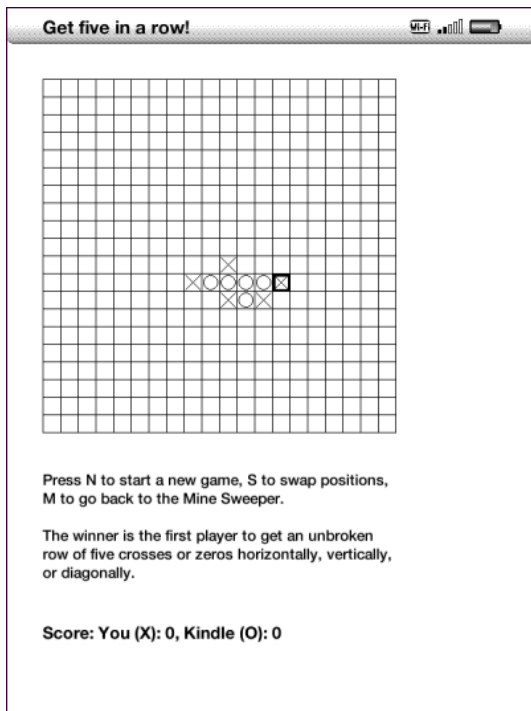 Get five in a row!
Wi-Fi
Press N to start a new game, S to swap positions,
M to go back to the Mine Sweeper.
The winner is the first player to get an unbroken
row of five crosses or zeros horizontally, vertically,
or diagonally.
Score: You (X): 0, Kindle (O): 0